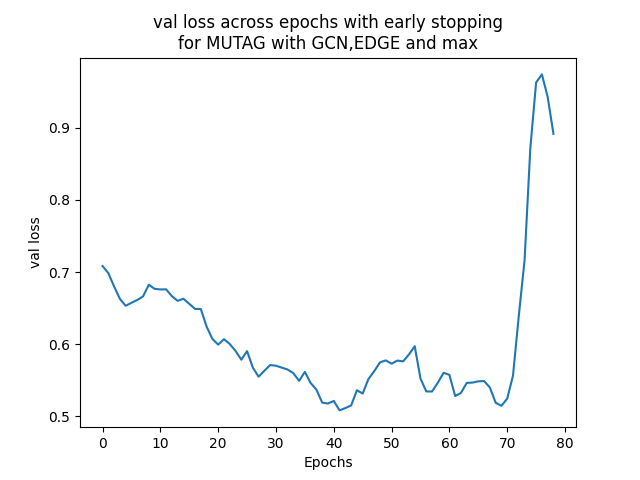 val loss across epochs with early stopping
for MUTAG with GCN,EDGE and max
0.9
0.8
0.7
0.6
0.5
val loss
0 10 20 30 40 50 60 70 80
Epochs